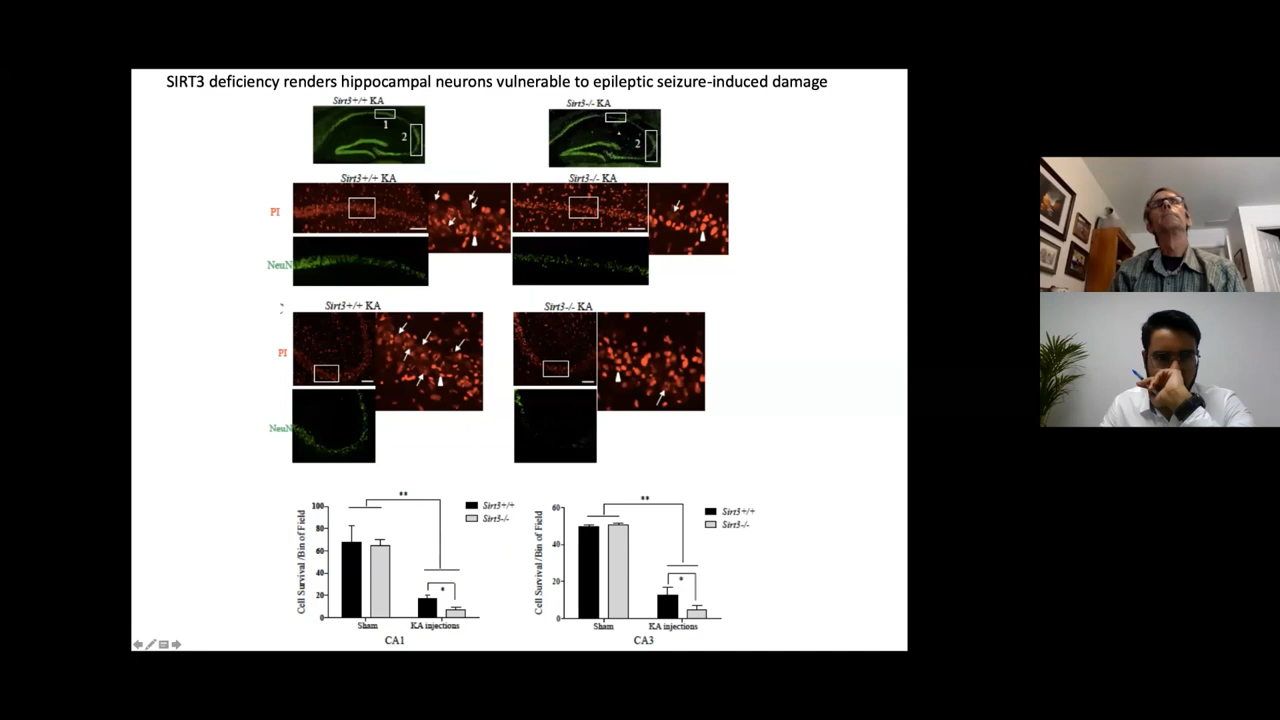 SIRT3 deficiency renders hippocampal neurons vulnerable to epileptic seizure-induced damage
Sirt3+/+ KA
Sirt3-/- KA
1
2
2
Sirt3+/+ KA
Sirt3-/- KA
PI
NeuN
Sirt3+/+ KA
Sirt3-/- KA
PI
NeuN
Cell Survival/Bin of Field
100
80
60
40
20
0
**
*
Sirt3+/+
Sirt3-/-
Sham
KA injections
CA1
Cell Survival/Bin of Field
60
40
20
0
**
*
Sirt3+/+
Sirt3-/-
Sham
KA injections
CA3